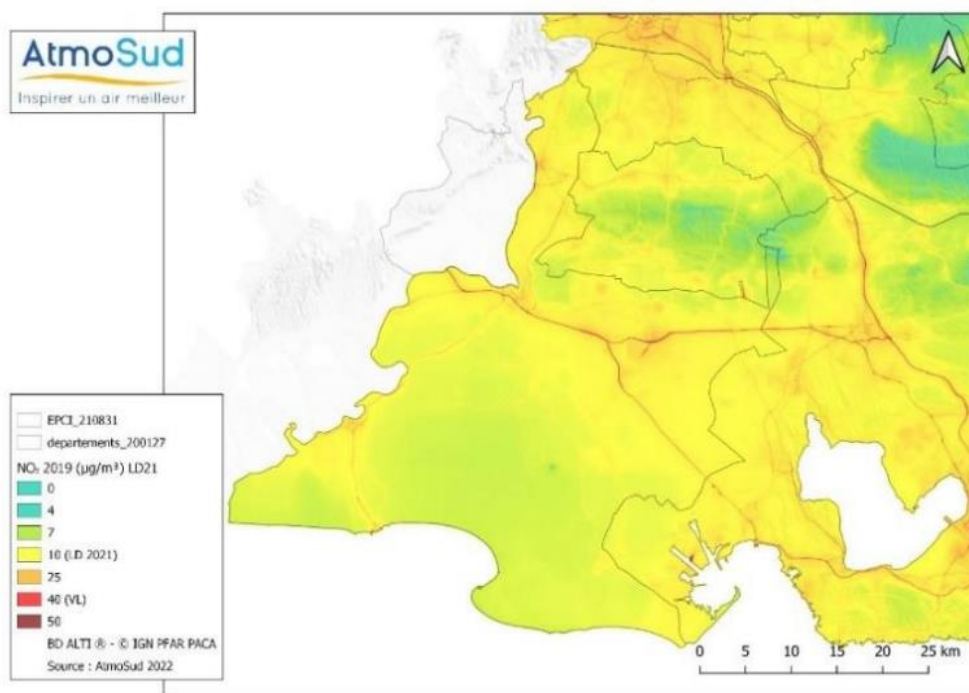 AtmoSud
Inspirer un air meilleur
EPCI_210831
departements_200127
NO₂ 2019 (µg/m³) LD21
0
4
7
10 (LD 2021)
25
40 (VL)
50
BD ALTI ® - © IGN PFAR PACA
Source : AtmoSud 2022
0 5 10 15 20 25 km